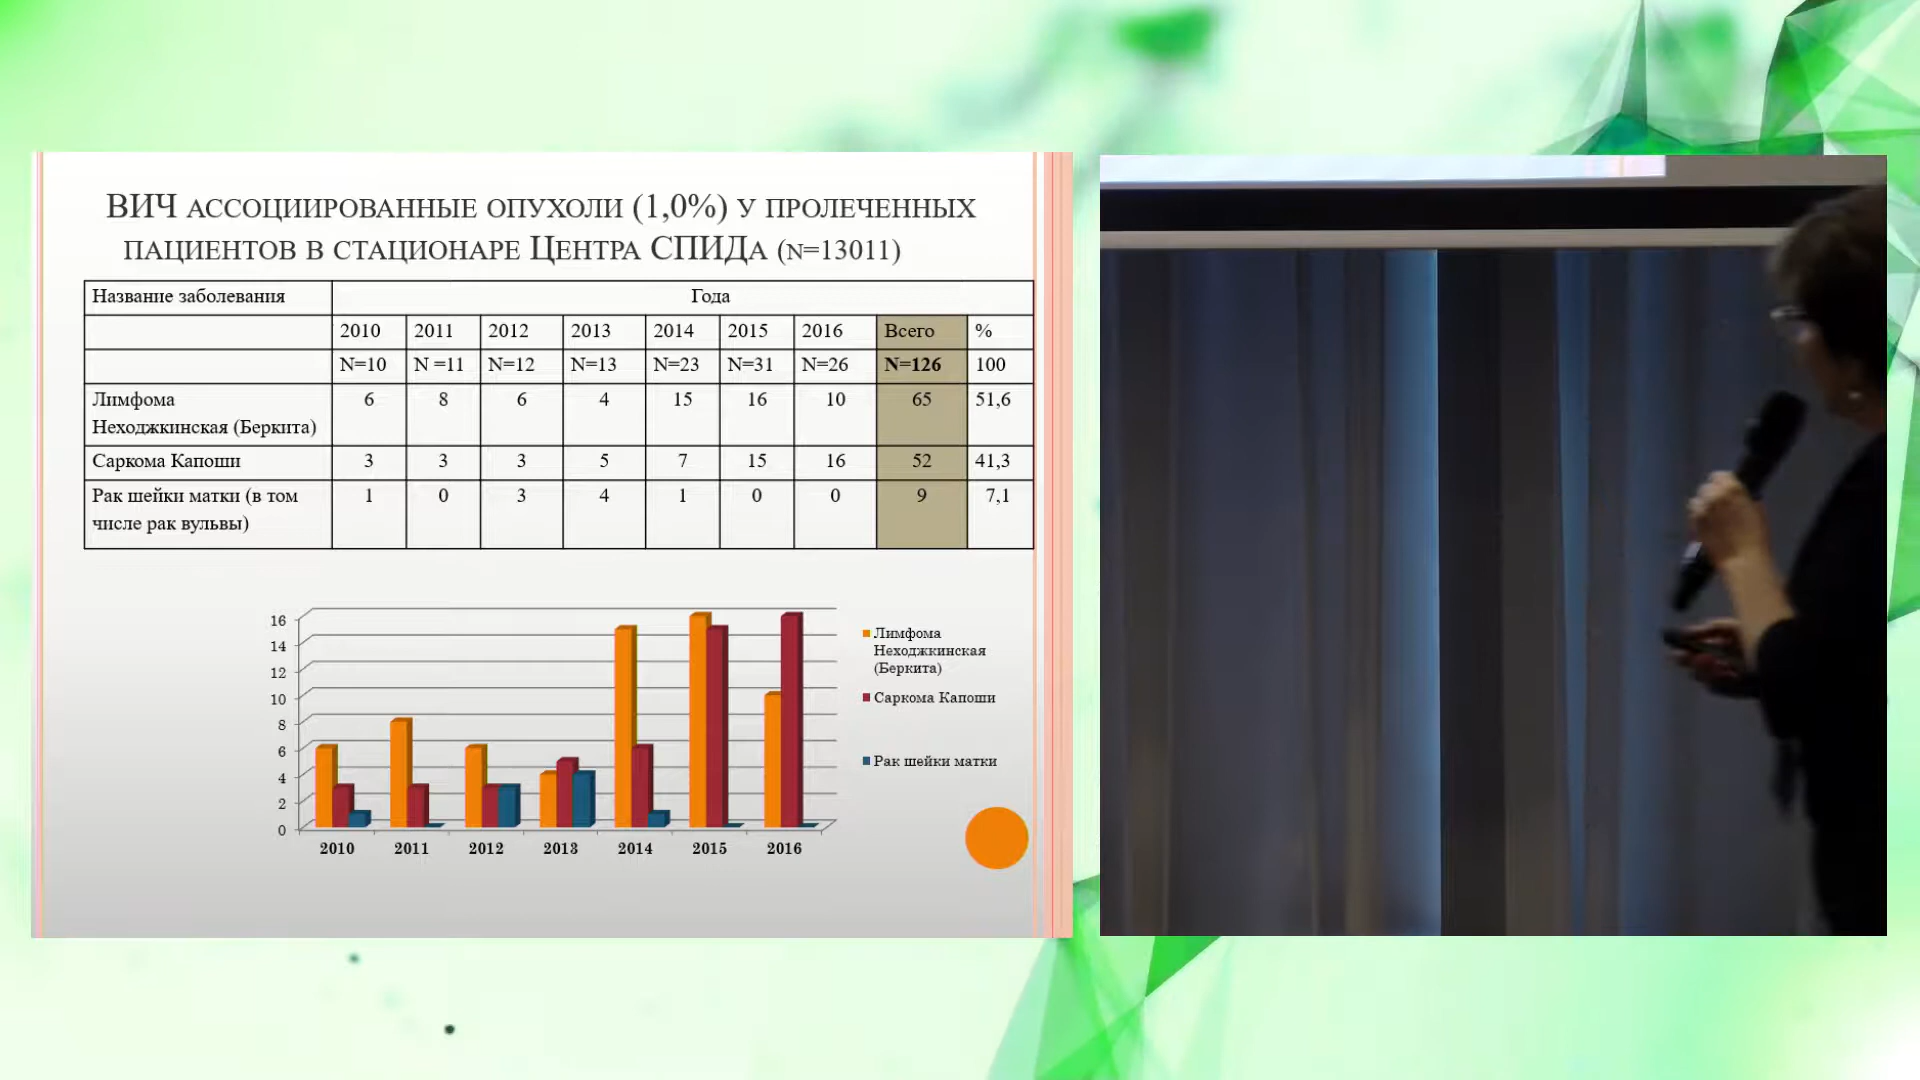 ВИЧ АССОЦИИРОВАННЫЕ ОПУХОЛИ (1,0%) У ПРОЛЕЧЕННЫХ
ПАЦИЕНТОВ В СТАЦИОНАРЕ ЦЕНТРА СПИДА (N=13011)
Название заболевания Года
2010 2011 2012 2013 2014 2015 2016 Всего %
N=10 N =11 N=12 N=13 N=23 N=31 N=26 N=126 100
Лимфома 6 8 6 4 15 16 10 65 51,6
Неходжкинская (Беркита)
Саркома Капоши 3 3 3 5 7 15 16 52 41,3
Рак шейки матки (в том 1 0 3 4 1 0 0 9 7,1
числе рак вульвы)
16
14
12
10
8
6
4
2
0
2010 2011 2012 2013 2014 2015 2016
Лимфома
Неходжкинская
(Беркита)
Саркома Капоши
Рак шейки матки